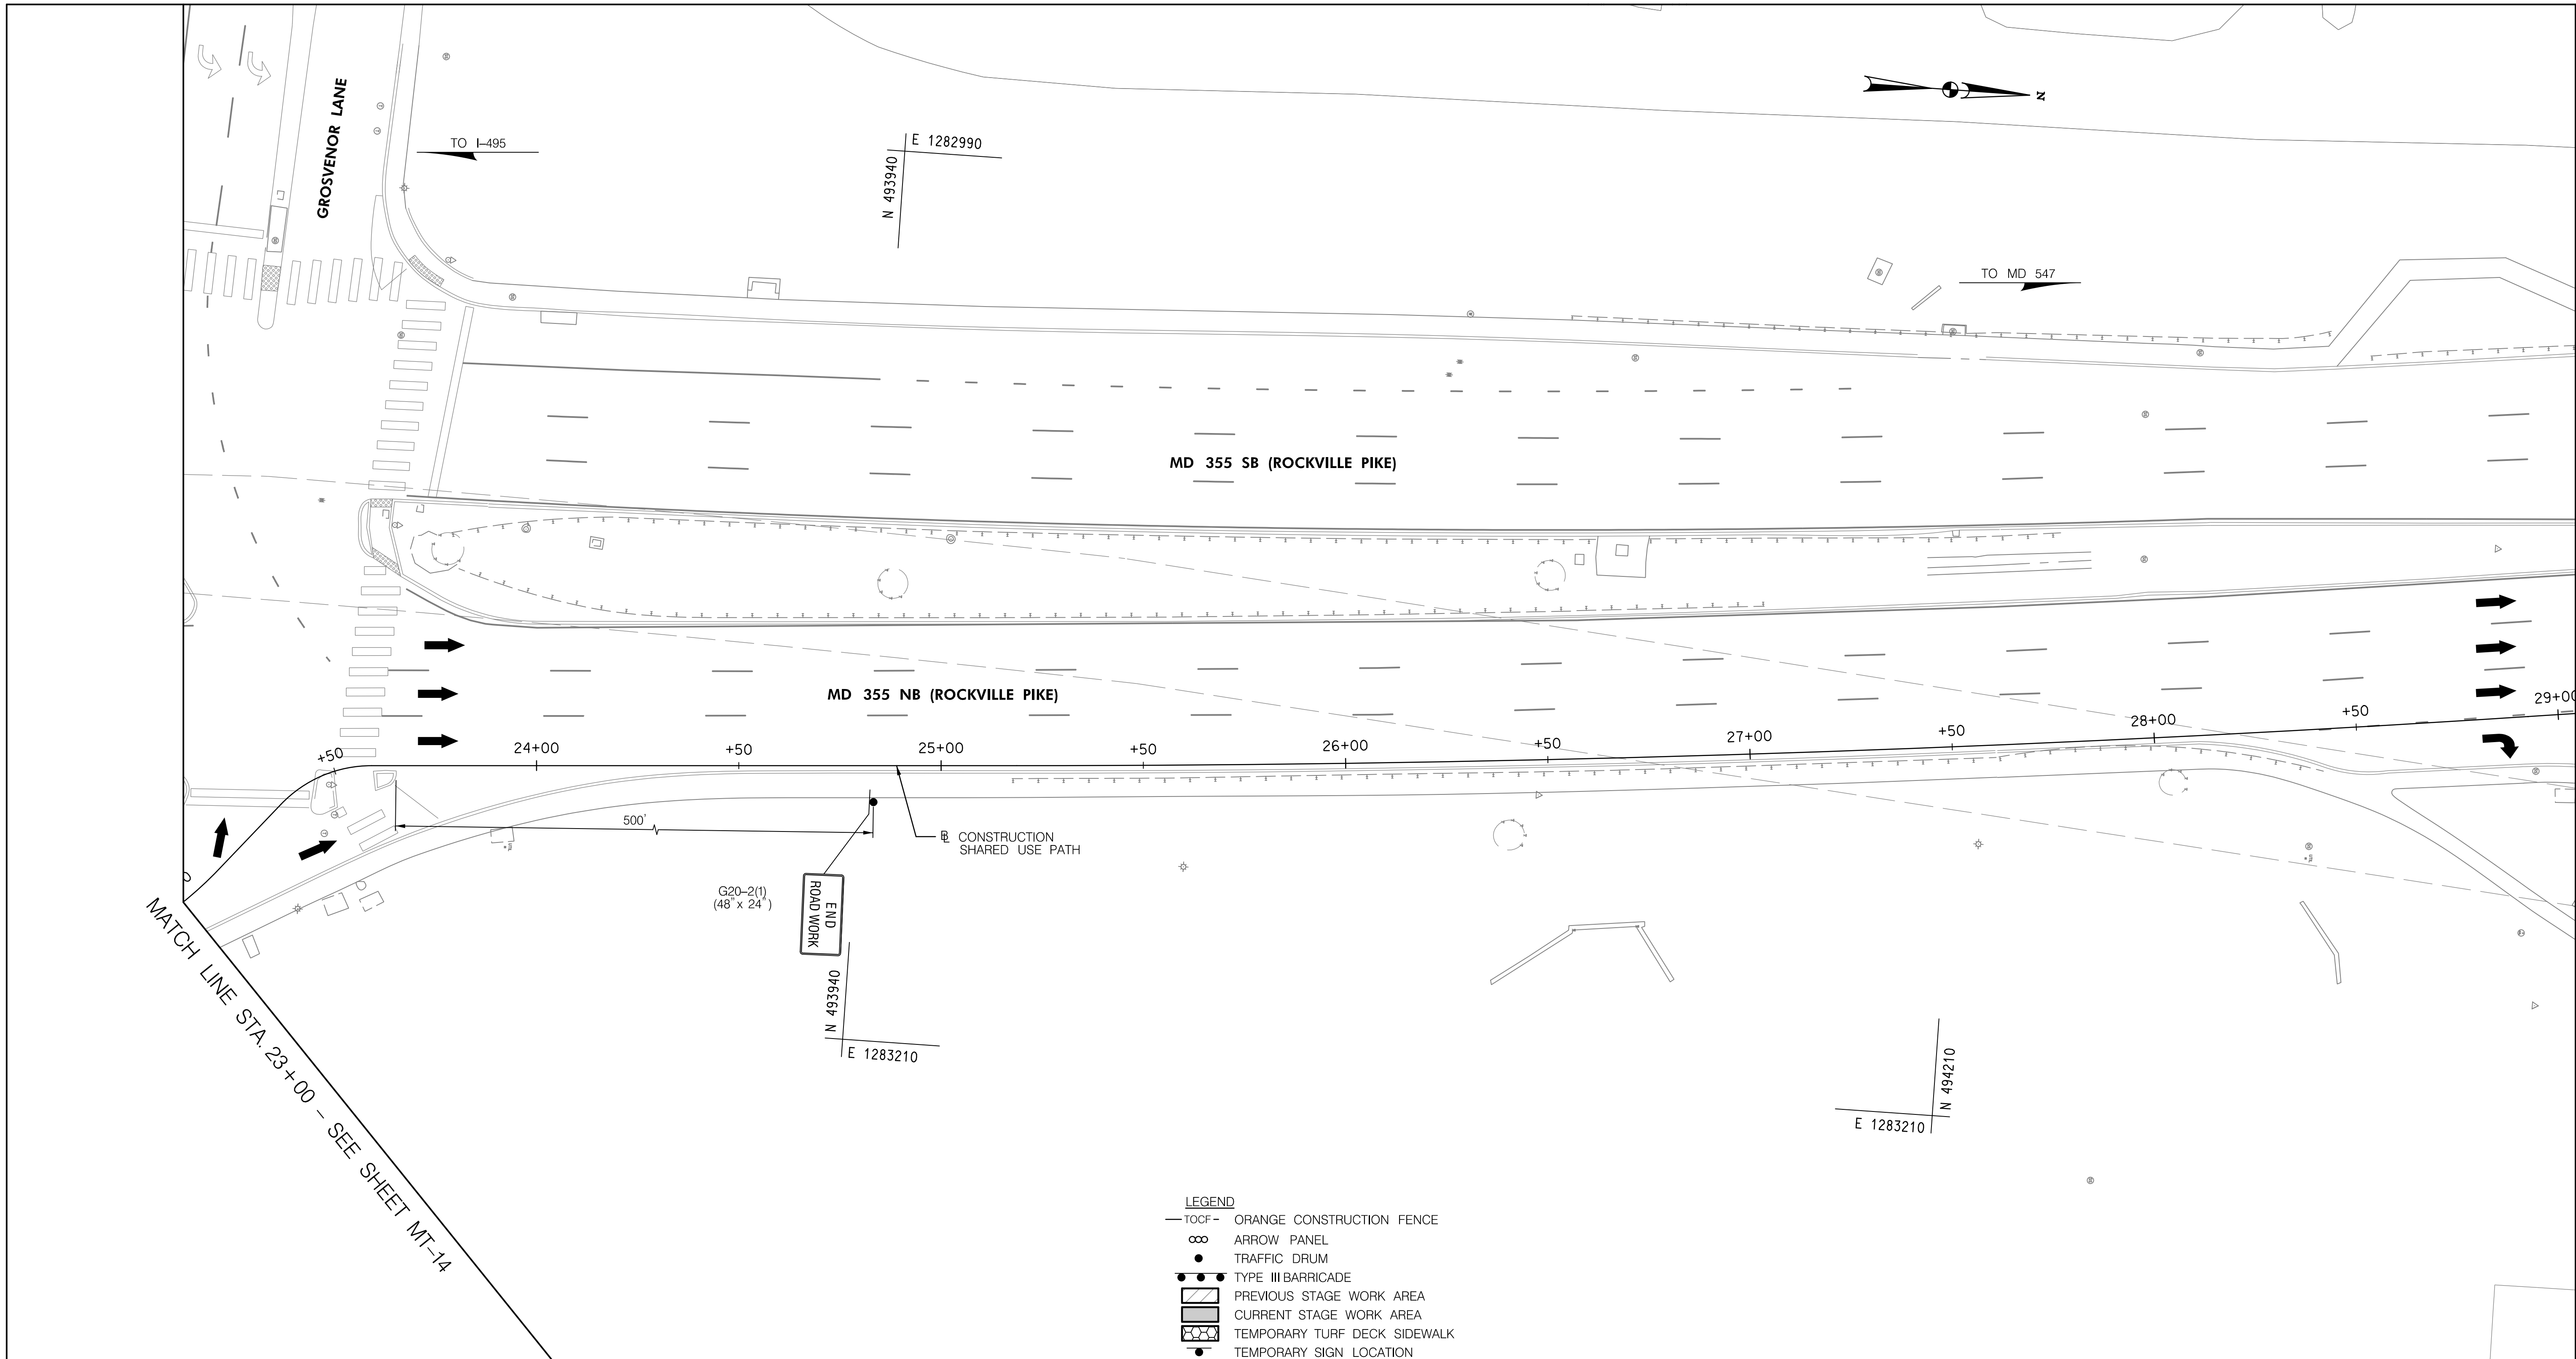 GROSVENOR LANE
TO I-495
E 1282990
N 493940
N
TO MD 547
MD 355 SB (ROCKVILLE PIKE)
MD 355 NB (ROCKVILLE PIKE)
+50
24+00
+50
25+00
+50
26+00
+50
27+00
+50
28+00
+50
29+00
500'
BL CONSTRUCTION
SHARED USE PATH
G20-2(1)
(48" x 24")
END
ROAD WORK
N 493940
E 1283210
N 494210
E 1283210
MATCH LINE STA. 23+00 - SEE SHEET MT-14
LEGEND
TOCF ORANGE CONSTRUCTION FENCE
ARROW PANEL
TRAFFIC DRUM
TYPE III BARRICADE
PREVIOUS STAGE WORK AREA
CURRENT STAGE WORK AREA
TEMPORARY TURF DECK SIDEWALK
TEMPORARY SIGN LOCATION